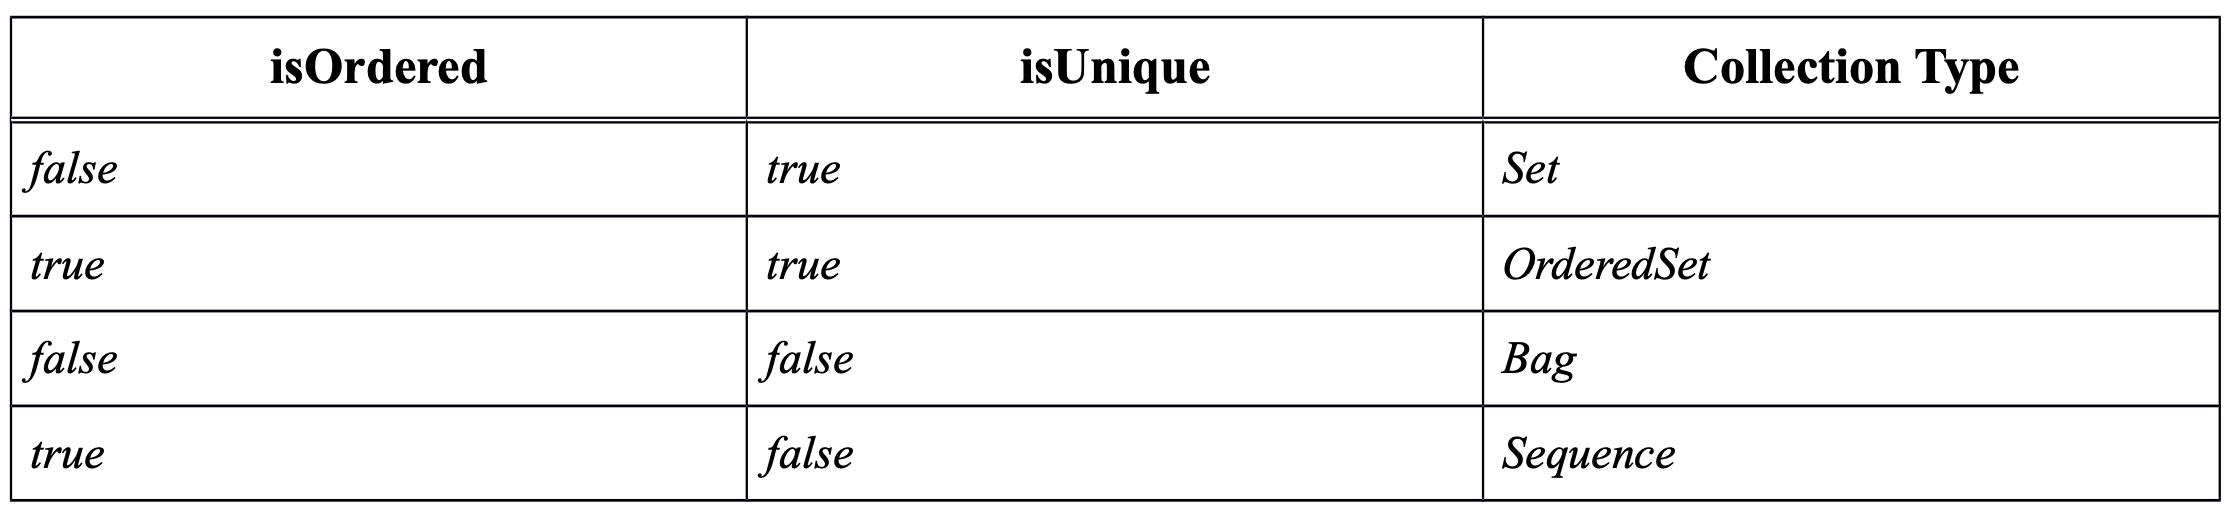 isOrdered isUnique Collection Type
false true Set
true true OrderedSet
false false Bag
true false Sequence